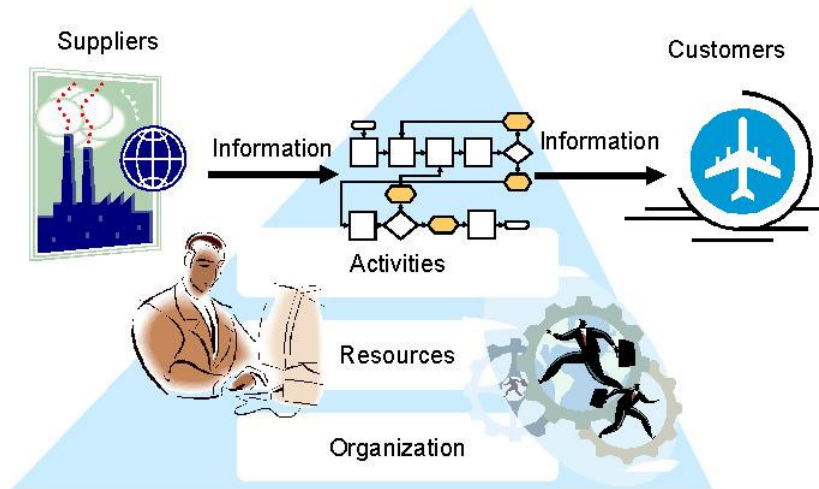 Suppliers
Customers
Information
Information
Activities
Resources
Organization